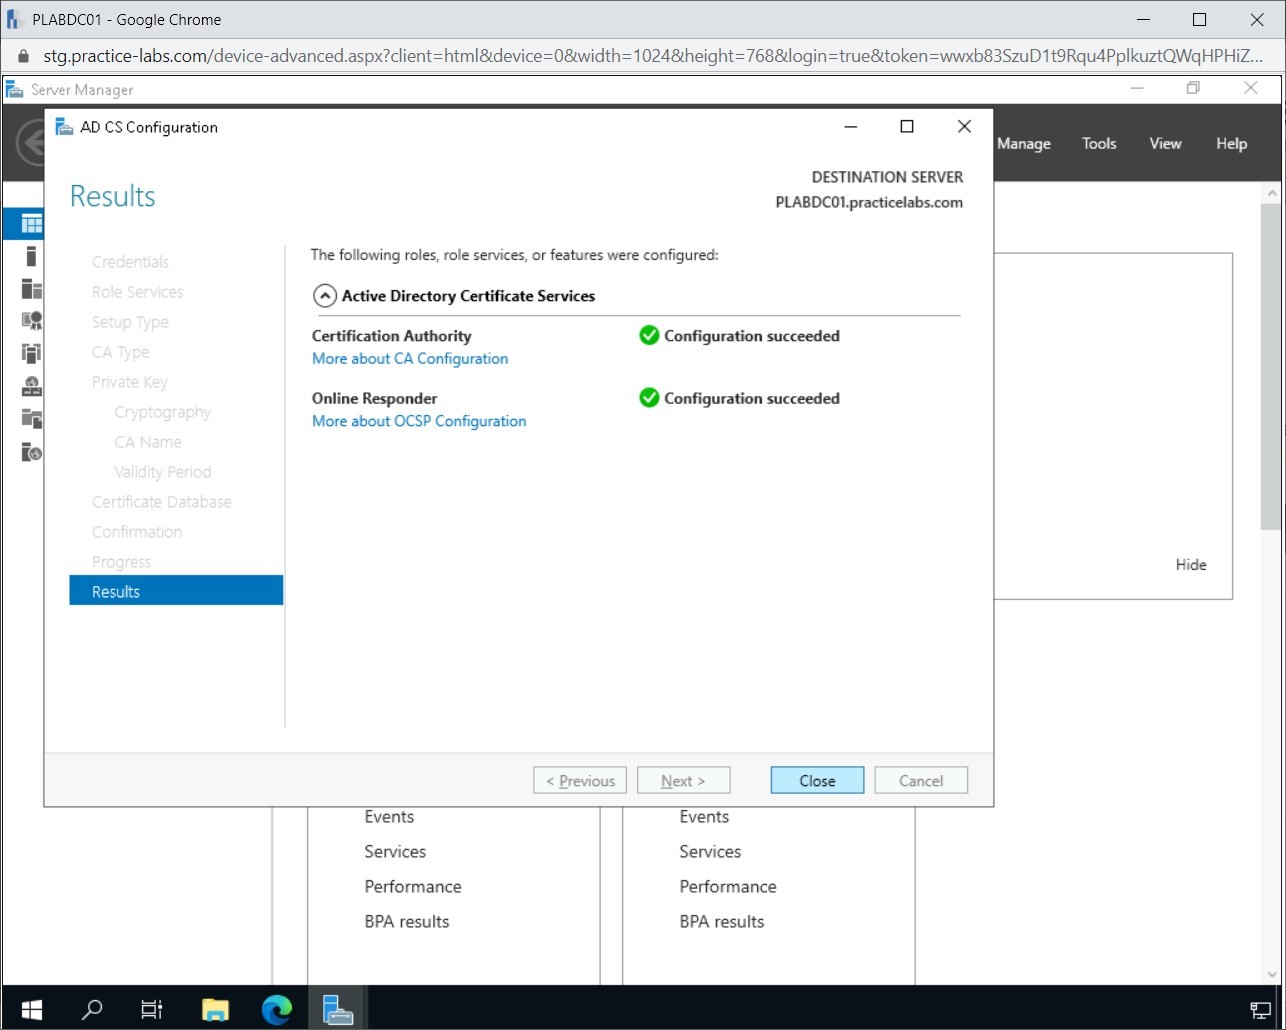 PLABDC01 - Google Chrome
stg.practice-labs.com/device-advanced.aspx?client=html&device=0&width=1024&height=768&login=true&token=wwxb83SzuD1t9Rqu4PplkuztQWqHPHiZ...
Server Manager
Manage Tools View Help
AD CS Configuration
Results
DESTINATION SERVER
PLABDC01.practicelabs.com
Credentials
Role Services
Setup Type
CA Type
Private Key
Cryptography
CA Name
Validity Period
Certificate Database
Confirmation
Progress
Results
The following roles, role services, or features were configured:
Active Directory Certificate Services
Certification Authority Configuration succeeded
More about CA Configuration
Online Responder Configuration succeeded
More about OCSP Configuration
Hide
< Previous Next > Close Cancel
Events Events
Services Services
Performance Performance
BPA results BPA results